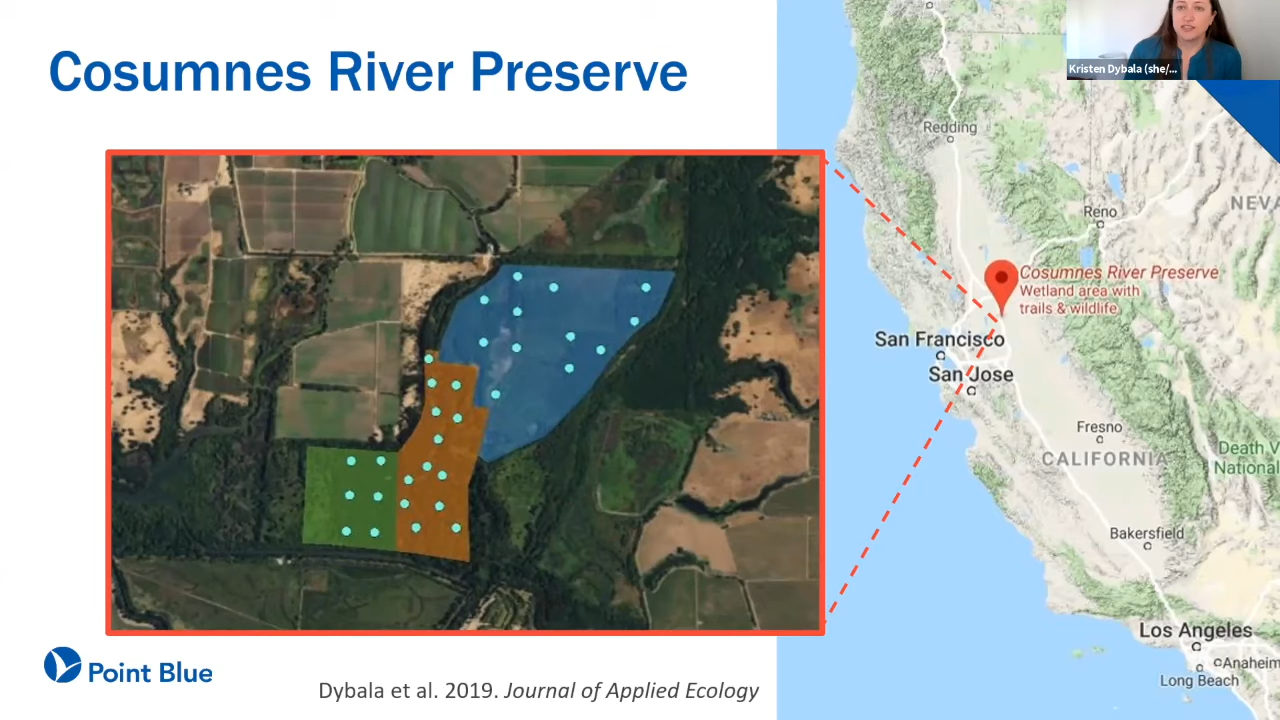 Cosumnes River Preserve
Kristen Dybala (she/...
Redding
Reno
NEVA
Cosumnes River Preserve
Wetland area with
trails & wildlife
San Francisco
San Jose
Fresno
CALIFORNIA
Death V
National
Bakersfield
Los Angeles
Anaheim
Long Beach
Point Blue
Dybala et al. 2019. Journal of Applied Ecology